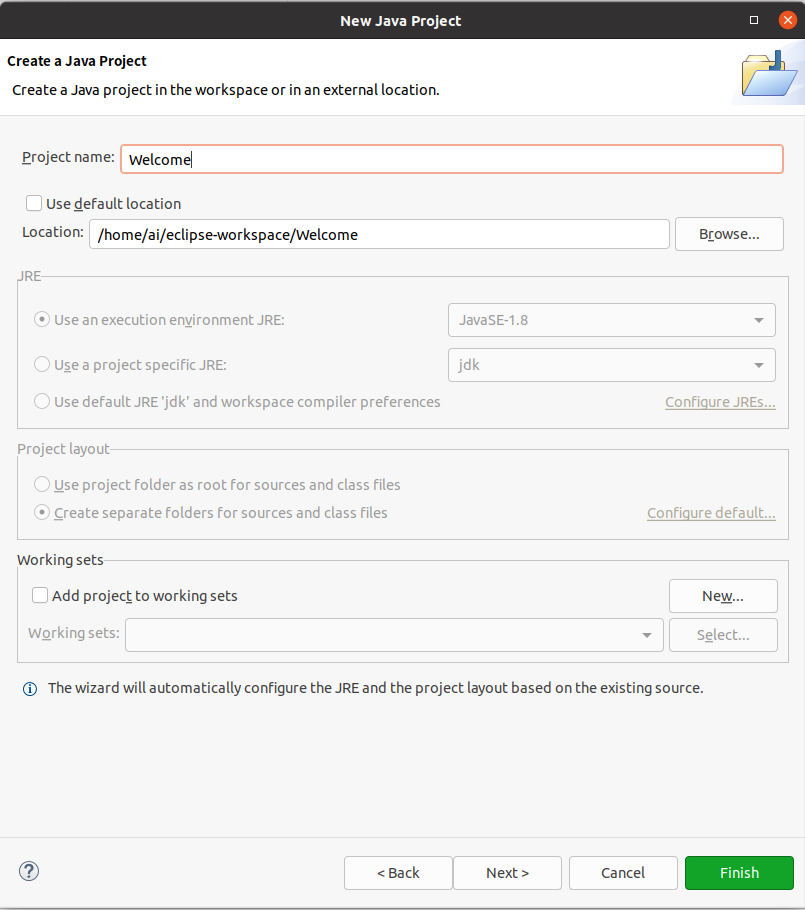 New Java Project
Create a Java Project
Create a Java project in the workspace or in an external location.
Project name: Welcome
Use default location
Location: /home/ai/eclipse-workspace/Welcome Browse...
JRE
Use an execution environment JRE: JavaSE-1.8
Use a project specific JRE: jdk
Use default JRE 'jdk' and workspace compiler preferences Configure JREs...
Project layout
Use project folder as root for sources and class files
Create separate folders for sources and class files Configure default...
Working sets
Add project to working sets New...
Working sets: Select...
The wizard will automatically configure the JRE and the project layout based on the existing source.
? < Back Next > Cancel Finish